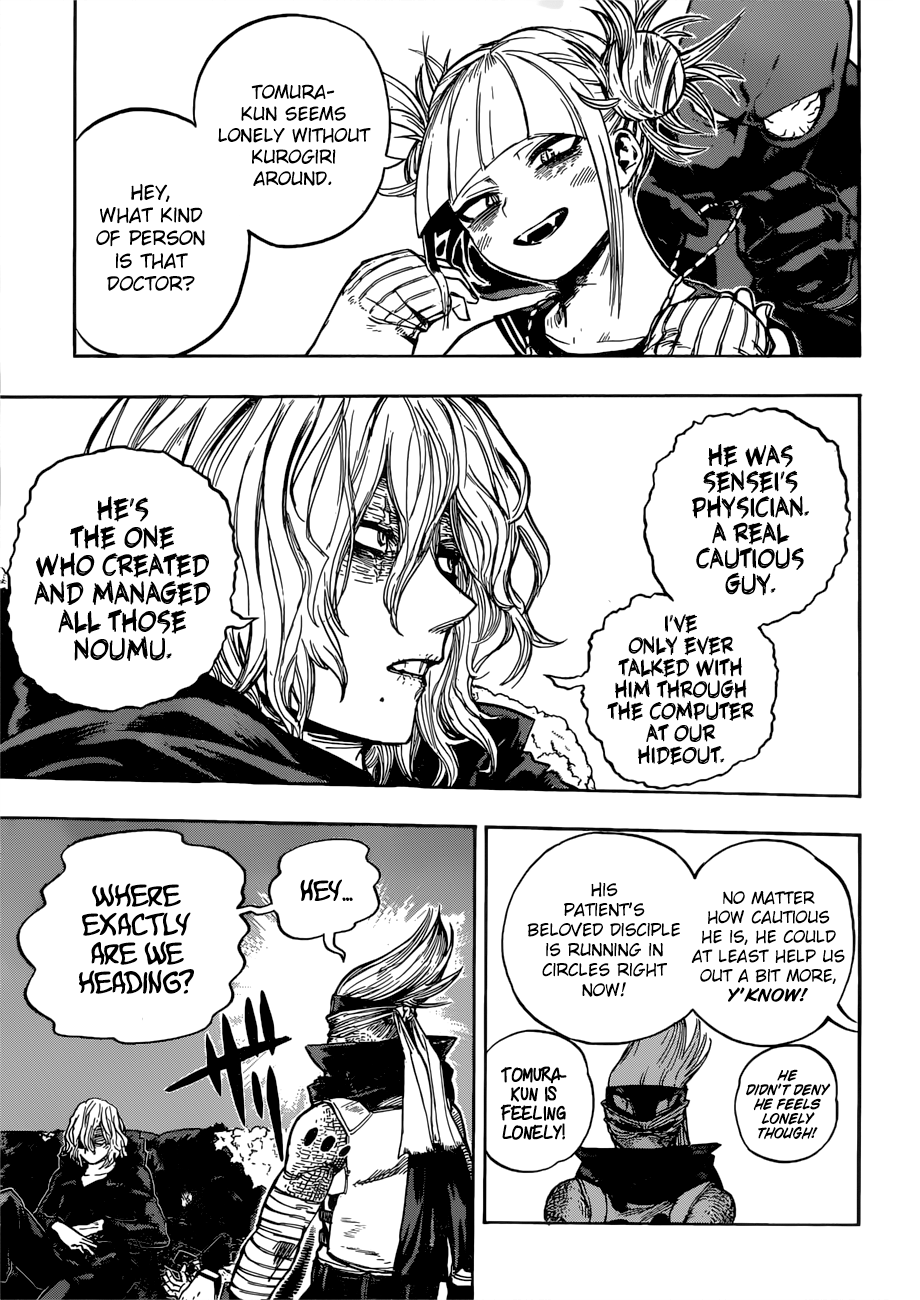 TOMURA-
KUN SEEMS
LONELY WITHOUT
KUROGIRI
AROUND.
HEY,
WHAT KIND
OF PERSON
IS THAT
DOCTOR?
HE WAS
SENSEI'S
PHYSICIAN.
A REAL
CAUTIOUS
GUY.
I'VE
ONLY EVER
TALKED WITH
HIM THROUGH
THE COMPUTER
AT OUR
HIDEOUT.
HE'S
THE ONE
WHO CREATED
AND MANAGED
ALL THOSE
NOUMU.
NO MATTER
HOW CAUTIOUS
HE IS, HE COULD
AT LEAST HELP US
OUT A BIT MORE,
Y'KNOW!
HIS
PATIENT'S
BELOVED DISCIPLE
IS RUNNING IN
CIRCLES RIGHT
NOW!
HE
DIDN'T DENY
HE FEELS
LONELY
THOUGH!
TOMURA-
KUN IS
FEELING
LONELY!
HEY...
WHERE
EXACTLY
ARE WE
HEADING?